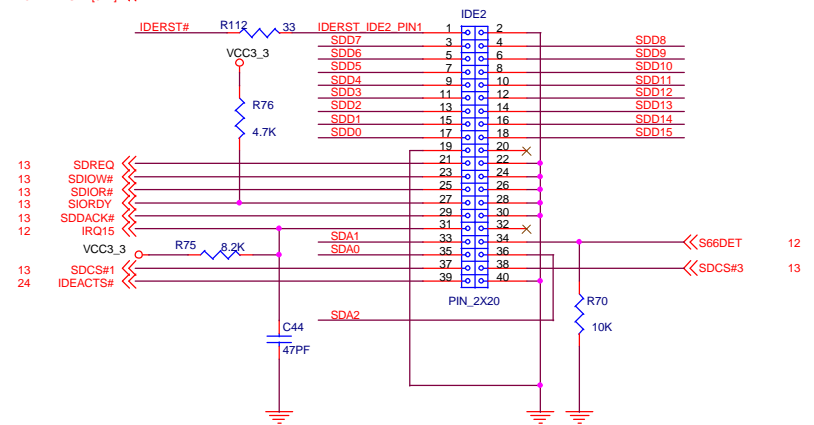 IDE2
IDERST# R112 33 IDERST_IDE2_PIN1 1 2
SDD7 3 4 SDD8
VCC3_3 SDD6 5 6 SDD9
SDD5 7 8 SDD10
SDD4 9 10 SDD11
SDD3 11 12 SDD12
R76 SDD2 13 14 SDD13
SDD1 15 16 SDD14
4.7K SDD0 17 18 SDD15
19 20
13 SDREQ 21 22
13 SDIOW# 23 24
13 SDIOR# 25 26
13 SIORDY 27 28
13 SDDACK# 29 30
12 IRQ15 31 32
SDA1 33 34 S66DET 12
VCC3_3 R75 8.2K SDA0 35 36
13 SDCS#1 37 38 SDCS#3 13
24 IDEACTS# 39 40
PIN_2X20 R70
SDA2
C44 10K
47PF